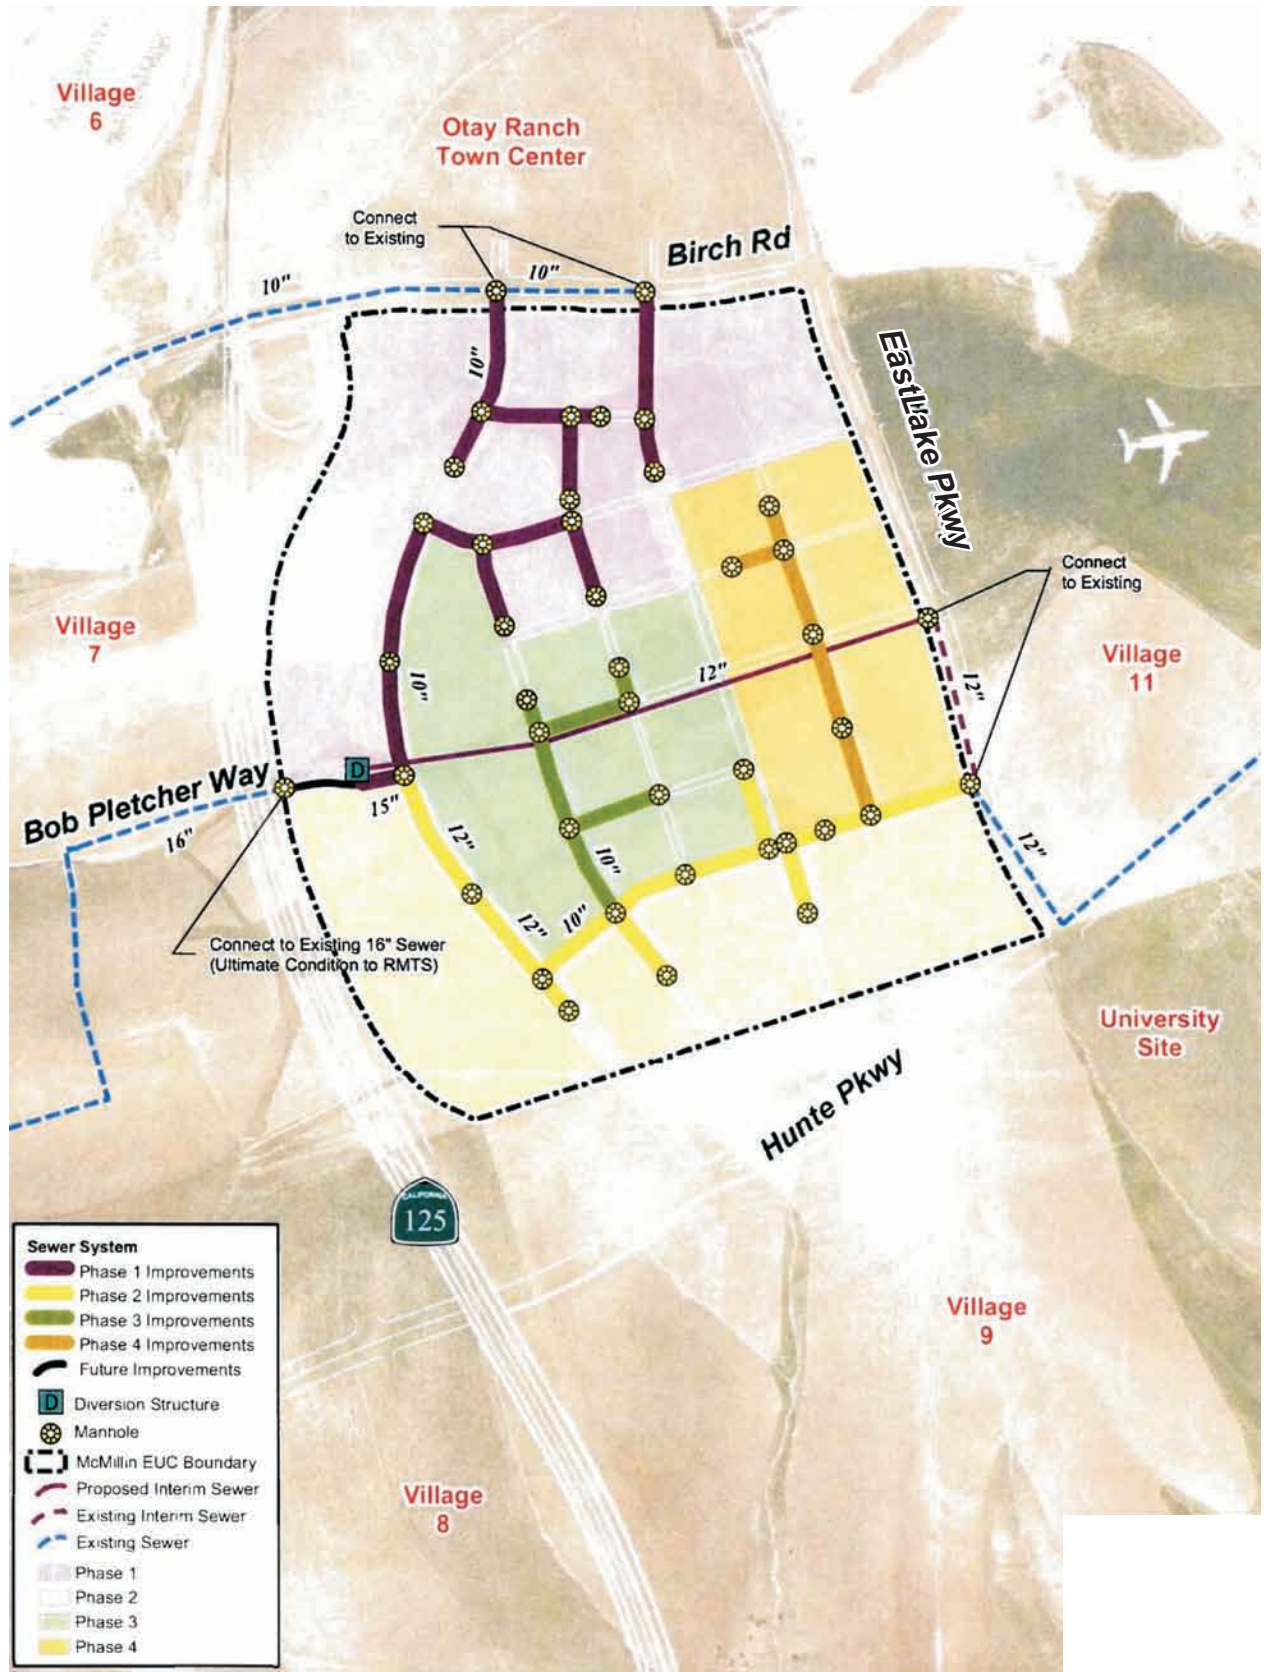 Village
6
Otay Ranch
Town Center
Connect
to Existing
Birch Rd
10"
10"
10"
EastLake Pkwy
Connect
to Existing
Village
7
Village
11
10"
12"
12"
D
Bob Pletcher Way
16"
15"
12"
10"
12"
12"
10"
Connect to Existing 16" Sewer
(Ultimate Condition to RMTS)
University
Site
Hunte Pkwy
CALIFORNIA
125
Village
9
Village
8
Sewer System
Phase 1 Improvements
Phase 2 Improvements
Phase 3 Improvements
Phase 4 Improvements
Future Improvements
D Diversion Structure
Manhole
McMillin EUC Boundary
Proposed Interim Sewer
Existing Interim Sewer
Existing Sewer
Phase 1
Phase 2
Phase 3
Phase 4